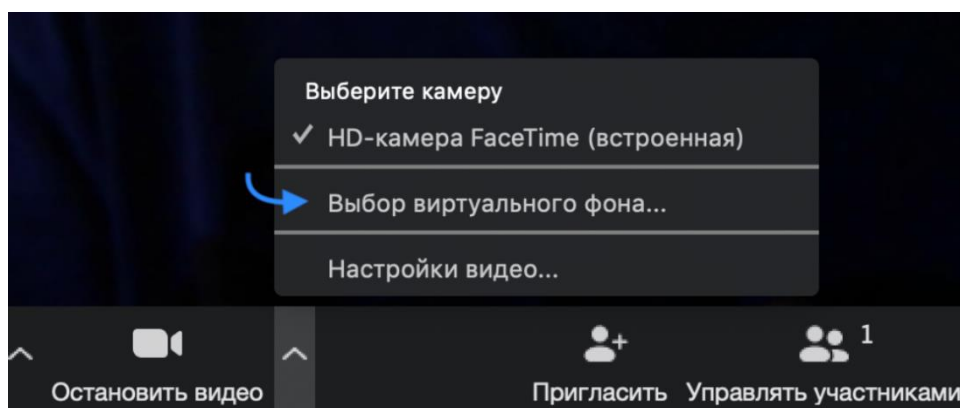 Выберите камеру
HD-камера FaceTime (встроенная)
Выбор виртуального фона...
Настройки видео...
1
Остановить видео
Пригласить
Управлять участниками